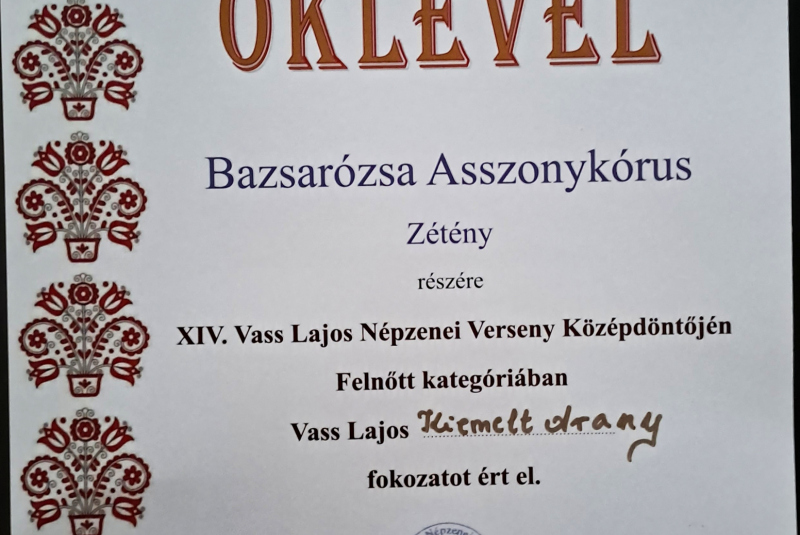 OKLEVÉL
Bazsarózsa Asszonykórus
Zétény
részére
XIV. Vass Lajos Népzenei Verseny Középdöntőjén
Felnőtt kategóriában
Vass Lajos Kiemelt Arany
fokozatot ért el.
Népzenei